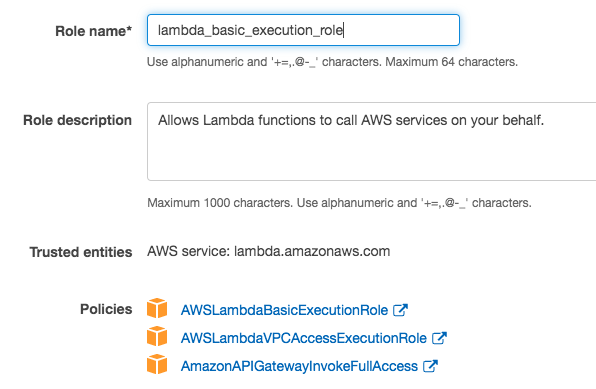 Role name*
lambda_basic_execution_role
Use alphanumeric and '+=,.@-_' characters. Maximum 64 characters.
Role description
Allows Lambda functions to call AWS services on your behalf.
Maximum 1000 characters. Use alphanumeric and '+=,.@-_' characters.
Trusted entities
AWS service: lambda.amazonaws.com
Policies
AWSLambdaBasicExecutionRole
AWSLambdaVPCAccessExecutionRole
AmazonAPIGatewayInvokeFullAccess